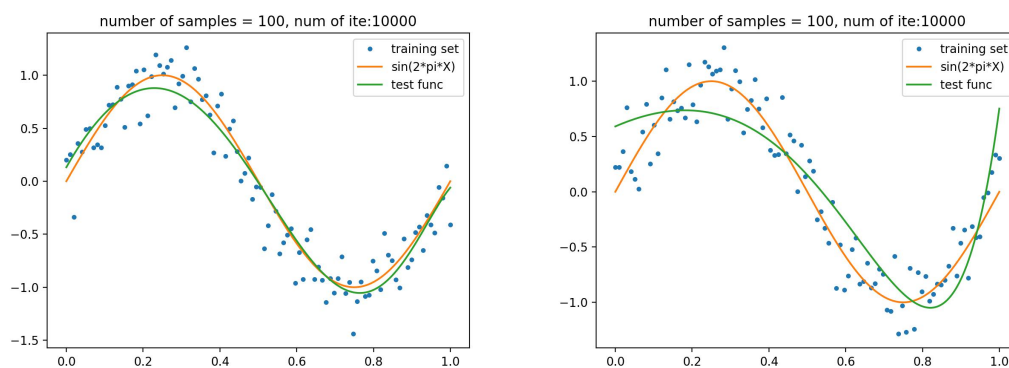 number of samples = 100, num of ite:10000
training set
sin(2*pi*X)
test func
1.0
0.5
0.0
−0.5
−1.0
−1.5
0.0 0.2 0.4 0.6 0.8 1.0
number of samples = 100, num of ite:10000
training set
sin(2*pi*X)
test func
1.0
0.5
0.0
−0.5
−1.0
0.0 0.2 0.4 0.6 0.8 1.0